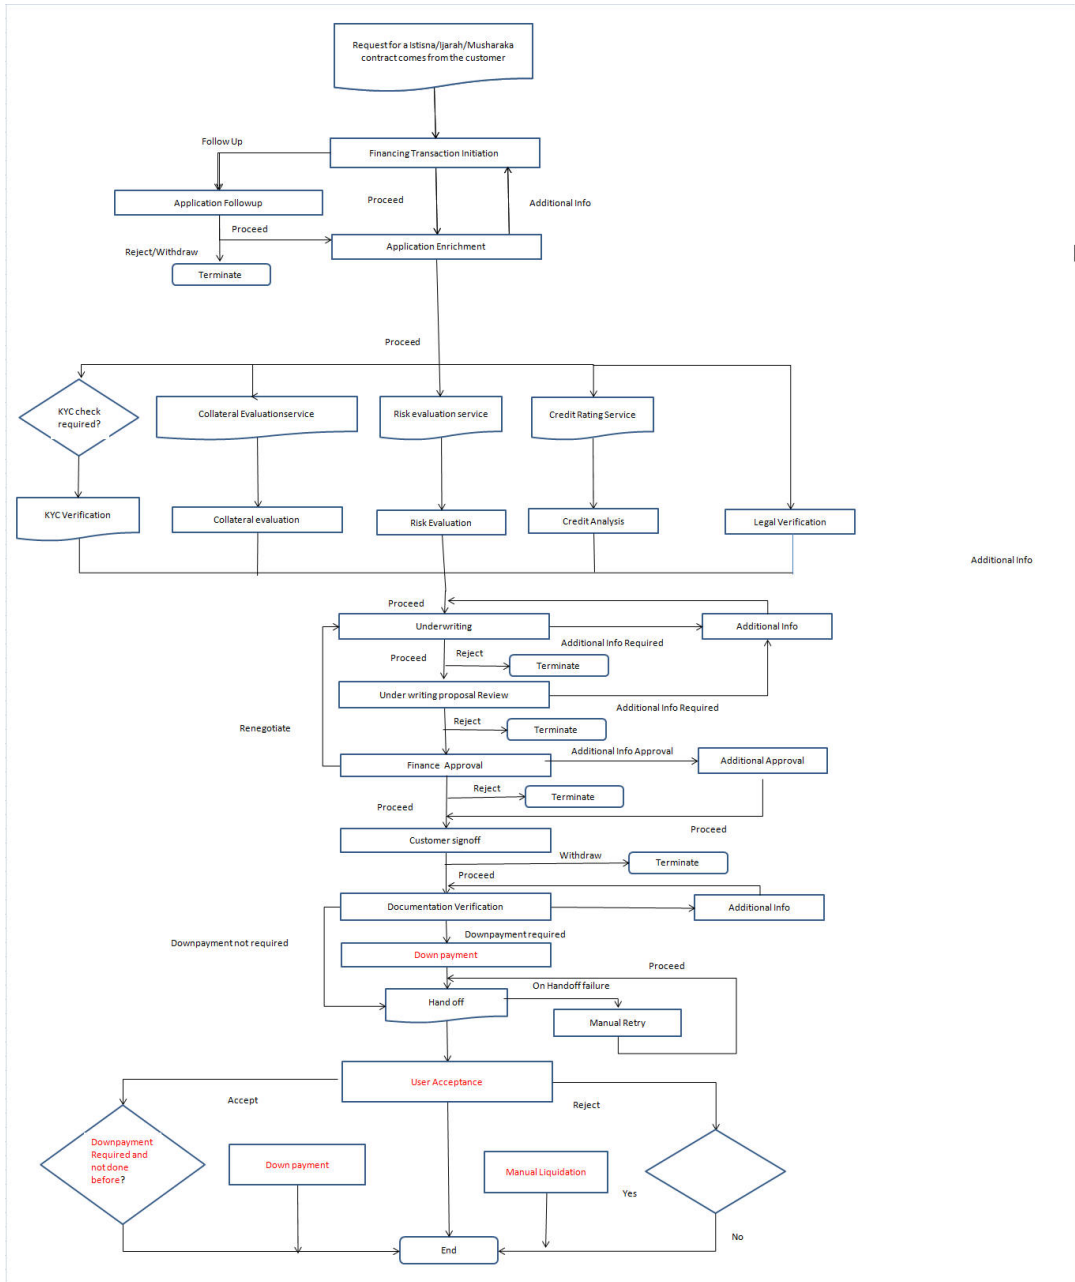 Request for a Istisna/Ijarah/Musharaka
contract comes from the customer
Follow Up
Financing Transaction Initiation
Application Followup
Proceed
Additional Info
Proceed
Application Enrichment
Reject/Withdraw
Terminate
Proceed
KYC check
required?
Collateral Evaluationservice
Risk evaluation service
Credit Rating Service
KYC Verification
Collateral evaluation
Risk Evaluation
Credit Analysis
Legal Verification
Additional Info
Proceed
Underwriting
Additional Info
Additional Info Required
Proceed
Reject
Terminate
Under writing proposal Review
Additional Info Required
Renegotiate
Reject
Terminate
Finance Approval
Additional Info Approval
Additional Approval
Reject
Terminate
Proceed
Proceed
Customer signoff
Withdraw
Terminate
Proceed
Documentation Verification
Additional Info
Downpayment not required
Downpayment required
Down payment
Proceed
On Handoff failure
Hand off
Manual Retry
User Acceptance
Accept
Reject
Downpayment
Required and
not done
before?
Down payment
Manual Liquidation
Yes
No
End